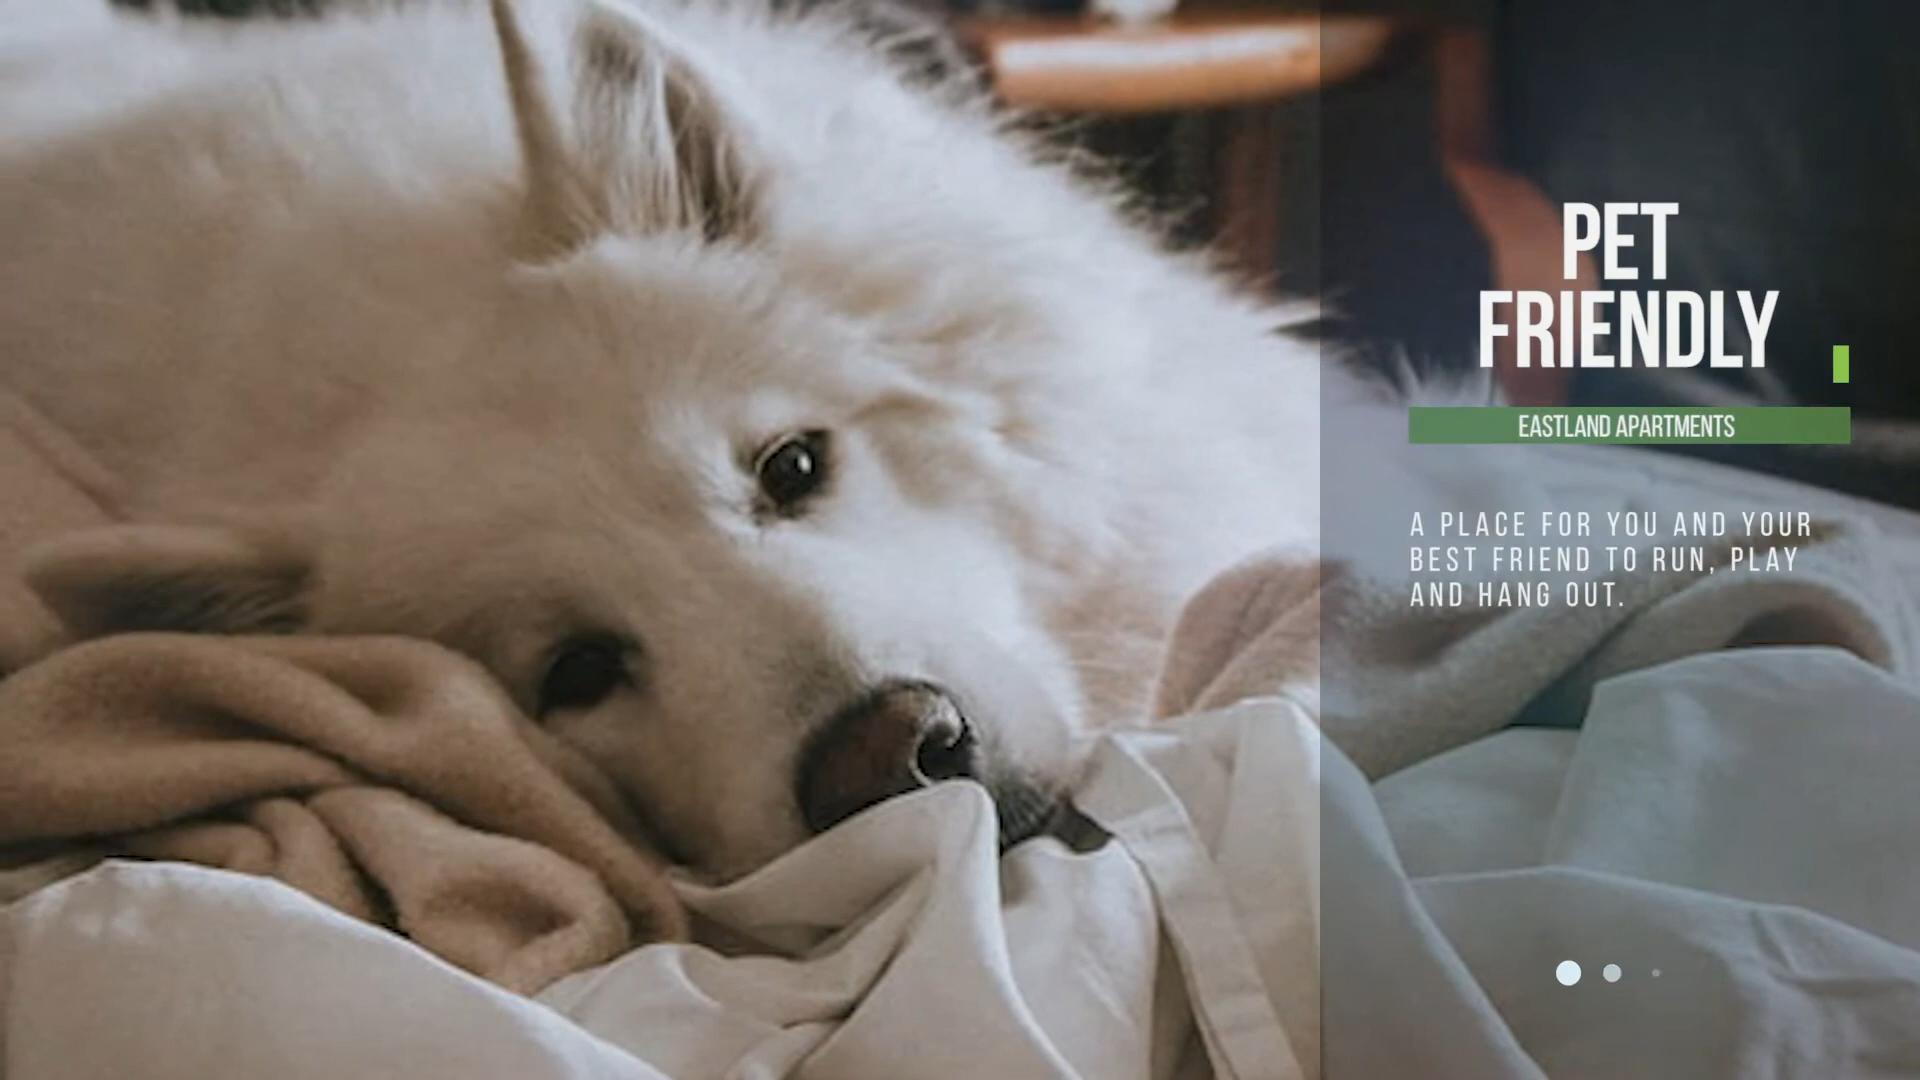 PET
FRIENDLY
EASTLAND APARTMENTS
A PLACE FOR YOU AND YOUR
BEST FRIEND TO RUN, PLAY
AND HANG OUT.